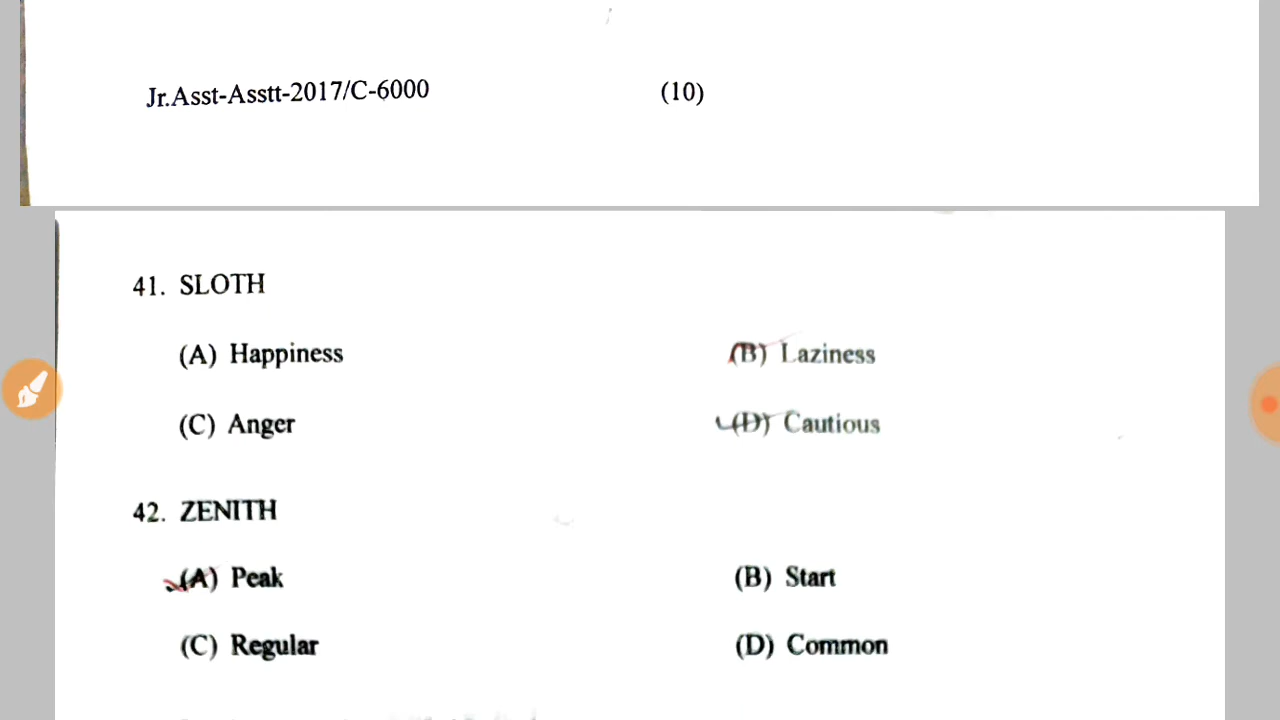 Jr.Asst-Asstt-2017/C-6000 (10)
41. SLOTH
(A) Happiness (B) Laziness
(C) Anger (D) Cautious
42. ZENITH
(A) Peak (B) Start
(C) Regular (D) Common